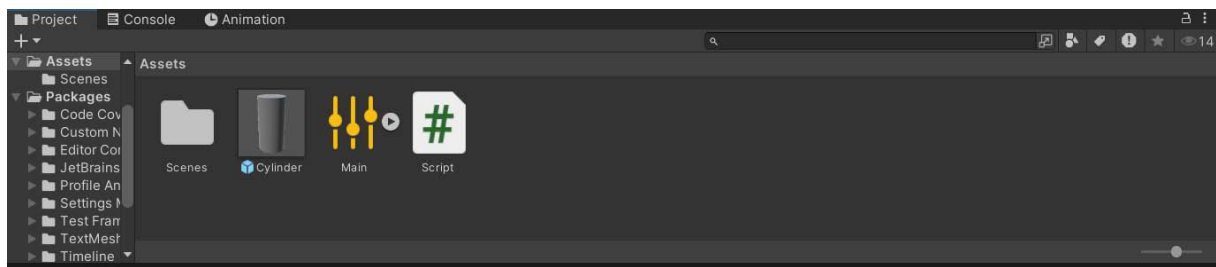 Project Console Animation
14
Assets Assets
Scenes
Packages
Code Cov
Custom N
Editor Cor
JetBrains
Profile An
Settings M
Test Fram
TextMesh
Timeline
Scenes Cylinder Main Script